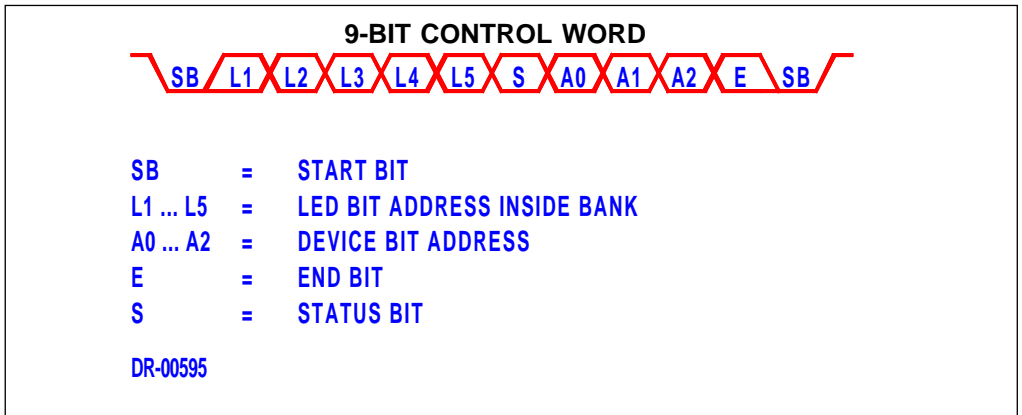 9-BIT CONTROL WORD
SB L1 L2 L3 L4 L5 S A0 A1 A2 E SB
SB = START BIT
L1 ... L5 = LED BIT ADDRESS INSIDE BANK
A0 ... A2 = DEVICE BIT ADDRESS
E = END BIT
S = STATUS BIT
DR-00595